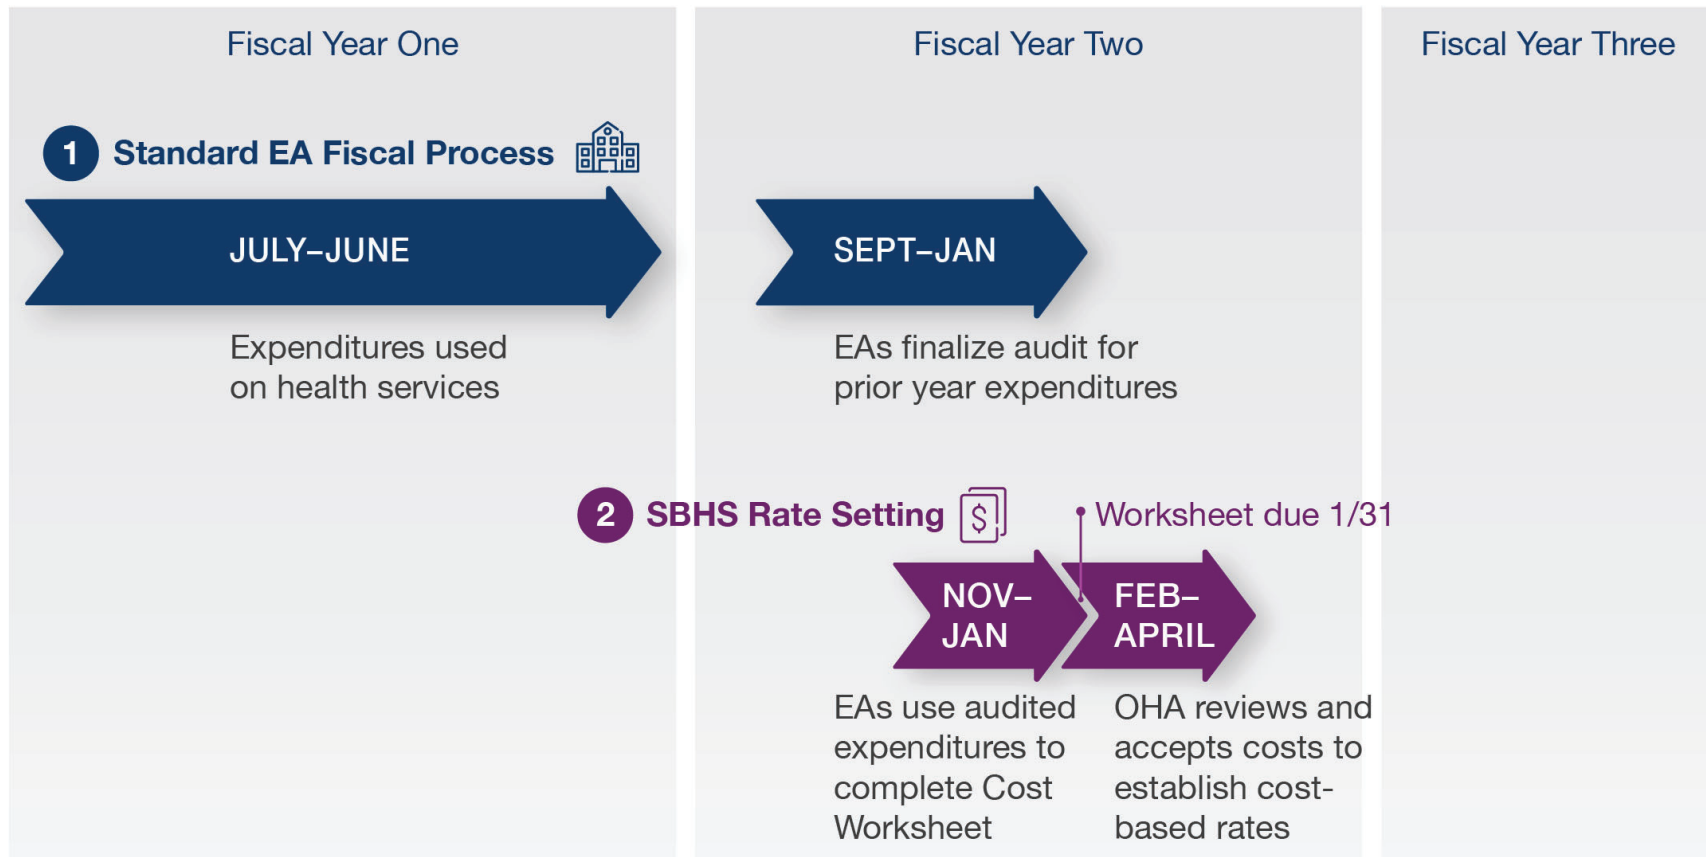 Fiscal Year One
Fiscal Year Two
Fiscal Year Three
1 Standard EA Fiscal Process
JULY–JUNE
SEPT–JAN
Expenditures used
on health services
EAs finalize audit for
prior year expenditures
2 SBHS Rate Setting $
Worksheet due 1/31
NOV–
JAN
FEB–
APRIL
EAs use audited
expenditures to
complete Cost
Worksheet
OHA reviews and
accepts costs to
establish cost-
based rates